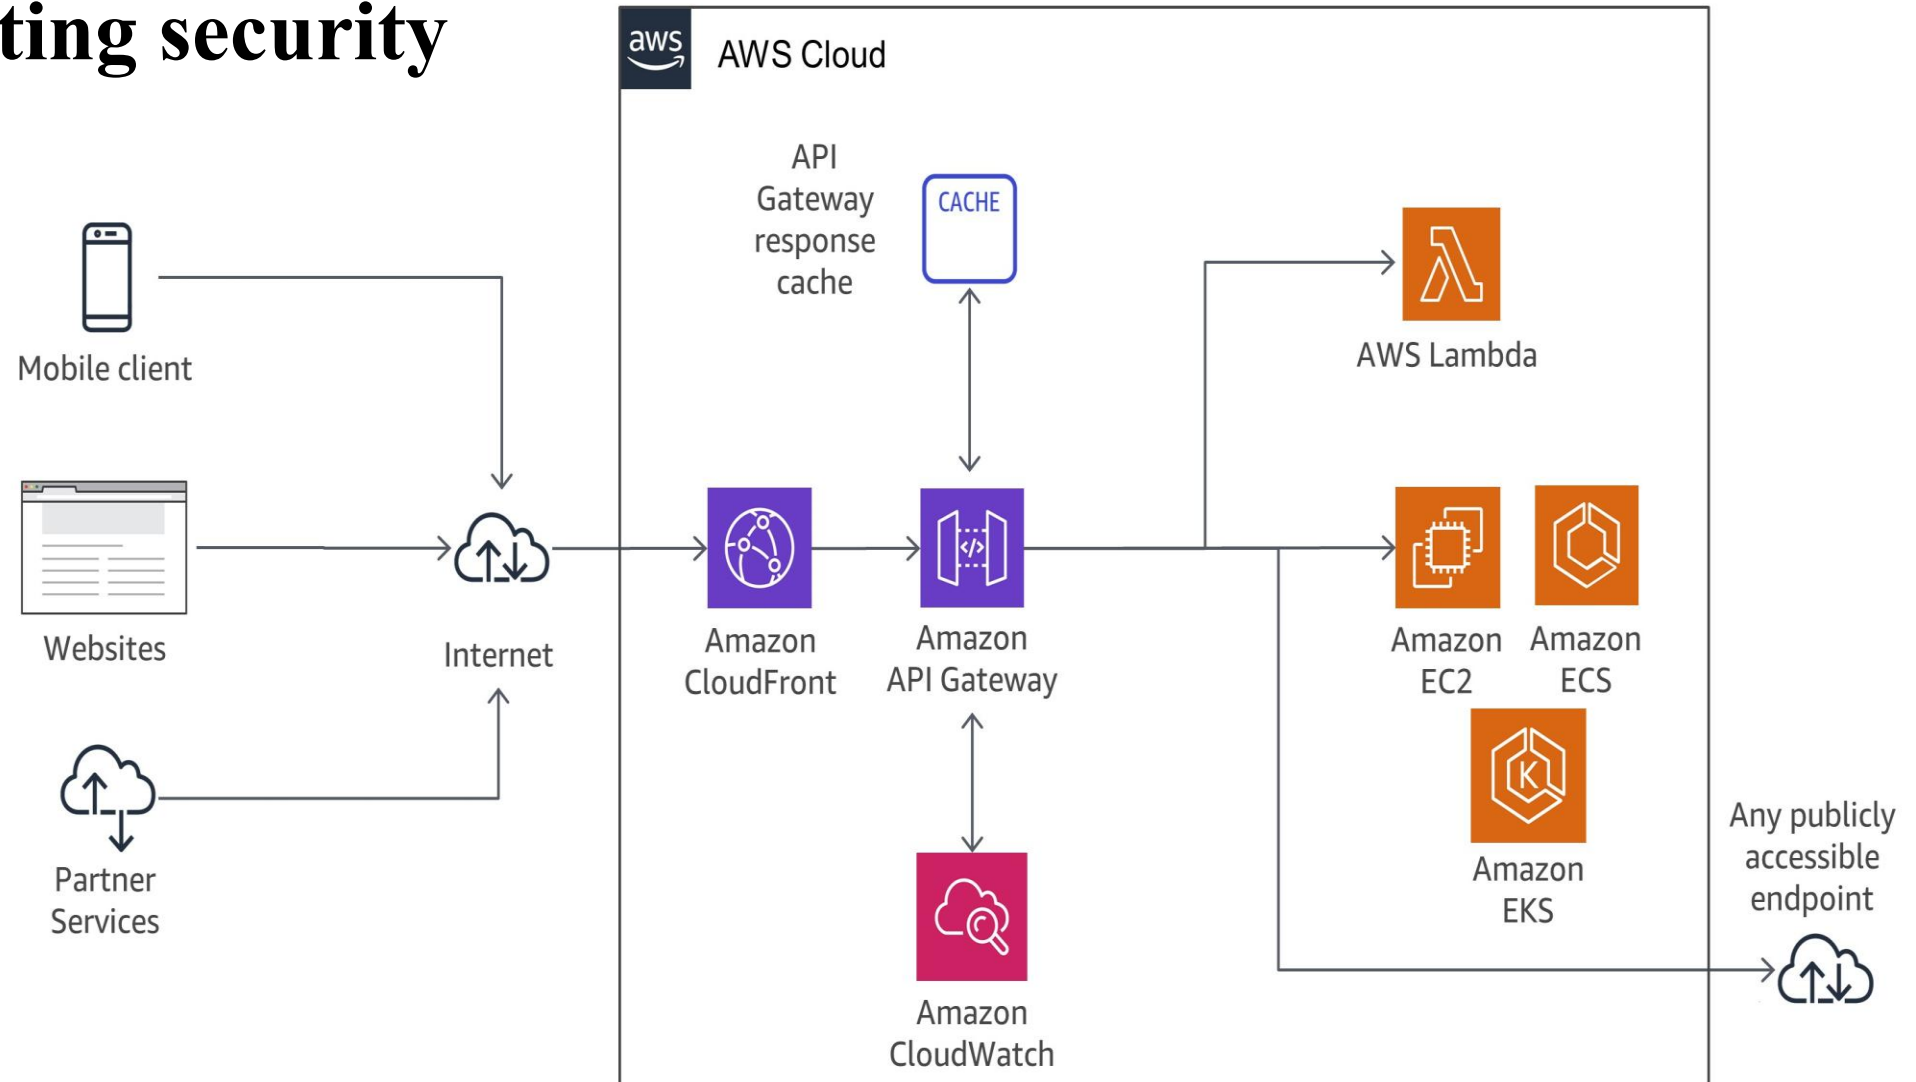 ting security
aws
AWS Cloud
API
Gateway
response
cache
CACHE
Mobile client
AWS Lambda
Websites
Internet
Amazon
CloudFront
Amazon
API Gateway
</>
Amazon
EC2
Amazon
ECS
K
Amazon
EKS
Partner
Services
Any publicly
accessible
endpoint
Amazon
CloudWatch